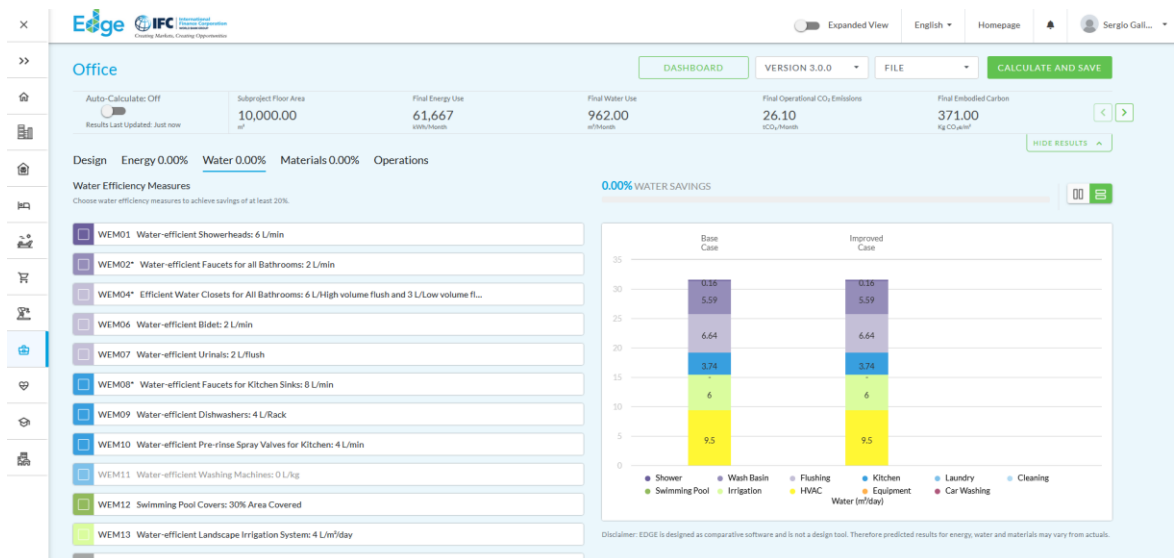 Edge IFC International Finance Corporation WORLD BANK GROUP
Creating Markets, Creating Opportunities
Expanded View English Homepage Sergio Gall...
Office DASHBOARD VERSION 3.0.0 FILE CALCULATE AND SAVE
Auto-Calculate: Off Subproject Floor Area Final Energy Use Final Water Use Final Operational CO₂ Emissions Final Embodied Carbon
10,000.00 61,667 962.00 26.10 371.00
Results Last Updated: Just now m² kWh/Month m³/Month tCO₂/Month Kg CO₂e/m²
HIDE RESULTS
Design Energy 0.00% Water 0.00% Materials 0.00% Operations
Water Efficiency Measures
Choose water efficiency measures to achieve savings of at least 20%.
0.00% WATER SAVINGS
WEM01 Water-efficient Showerheads: 6 L/min
WEM02* Water-efficient Faucets for all Bathrooms: 2 L/min
WEM04* Efficient Water Closets for All Bathrooms: 6 L/High volume flush and 3 L/Low volume fl...
WEM06 Water-efficient Bidet: 2 L/min
WEM07 Water-efficient Urinals: 2 L/flush
WEM08* Water-efficient Faucets for Kitchen Sinks: 8 L/min
WEM09 Water-efficient Dishwashers: 4 L/Rack
WEM10 Water-efficient Pre-rinse Spray Valves for Kitchen: 4 L/min
WEM11 Water-efficient Washing Machines: 0 L/kg
WEM12 Swimming Pool Covers: 30% Area Covered
WEM13 Water-efficient Landscape Irrigation System: 4 L/m²/day
Base Case Improved Case
35
30 0.16 0.16
5.59 5.59
25
6.64 6.64
20
3.74 3.74
15
6 6
10
9.5 9.5
5
0
Shower Wash Basin Flushing Kitchen Laundry Cleaning
Swimming Pool Irrigation HVAC Equipment Car Washing
Water (m³/day)
Disclaimer: EDGE is designed as comparative software and is not a design tool. Therefore predicted results for energy, water and materials may vary from actuals.